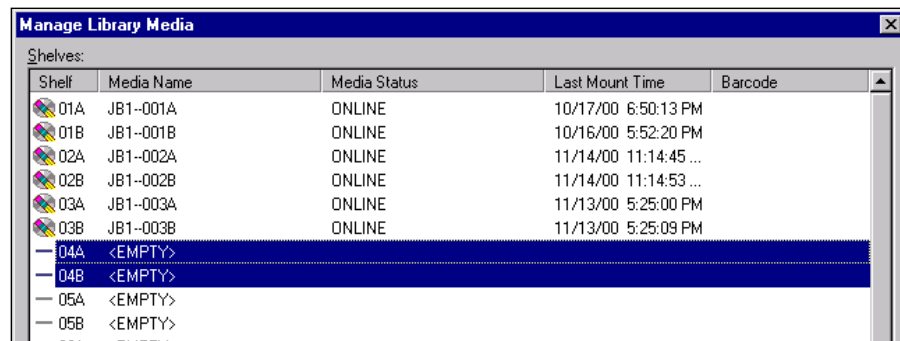 Manage Library Media
Shelves:
Shelf Media Name Media Status Last Mount Time Barcode
01A JB1--001A ONLINE 10/17/00 6:50:13 PM
01B JB1--001B ONLINE 10/16/00 5:52:20 PM
02A JB1--002A ONLINE 11/14/00 11:14:45 ...
02B JB1--002B ONLINE 11/14/00 11:14:53 ...
03A JB1--003A ONLINE 11/13/00 5:25:00 PM
03B JB1--003B ONLINE 11/13/00 5:25:09 PM
04A <EMPTY>
04B <EMPTY>
05A <EMPTY>
05B <EMPTY>